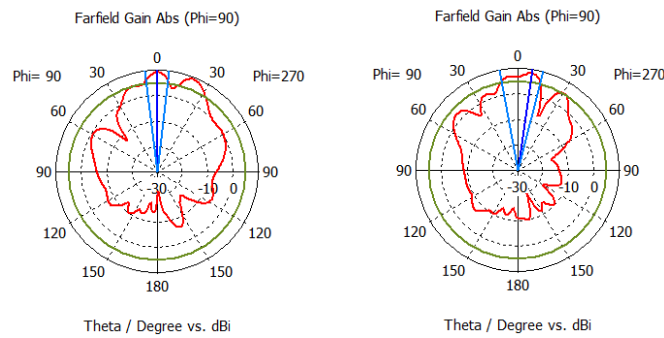 Farfield Gain Abs (Phi=90)
0
30 30
Phi= 90 Phi=270
60 60
90 -30 -10 0 90
120 120
150 150
180
Theta / Degree vs. dBi
Farfield Gain Abs (Phi=90)
0
30 30
Phi= 90 Phi=270
60 60
90 -30 -10 0 90
120 120
150 150
180
Theta / Degree vs. dBi